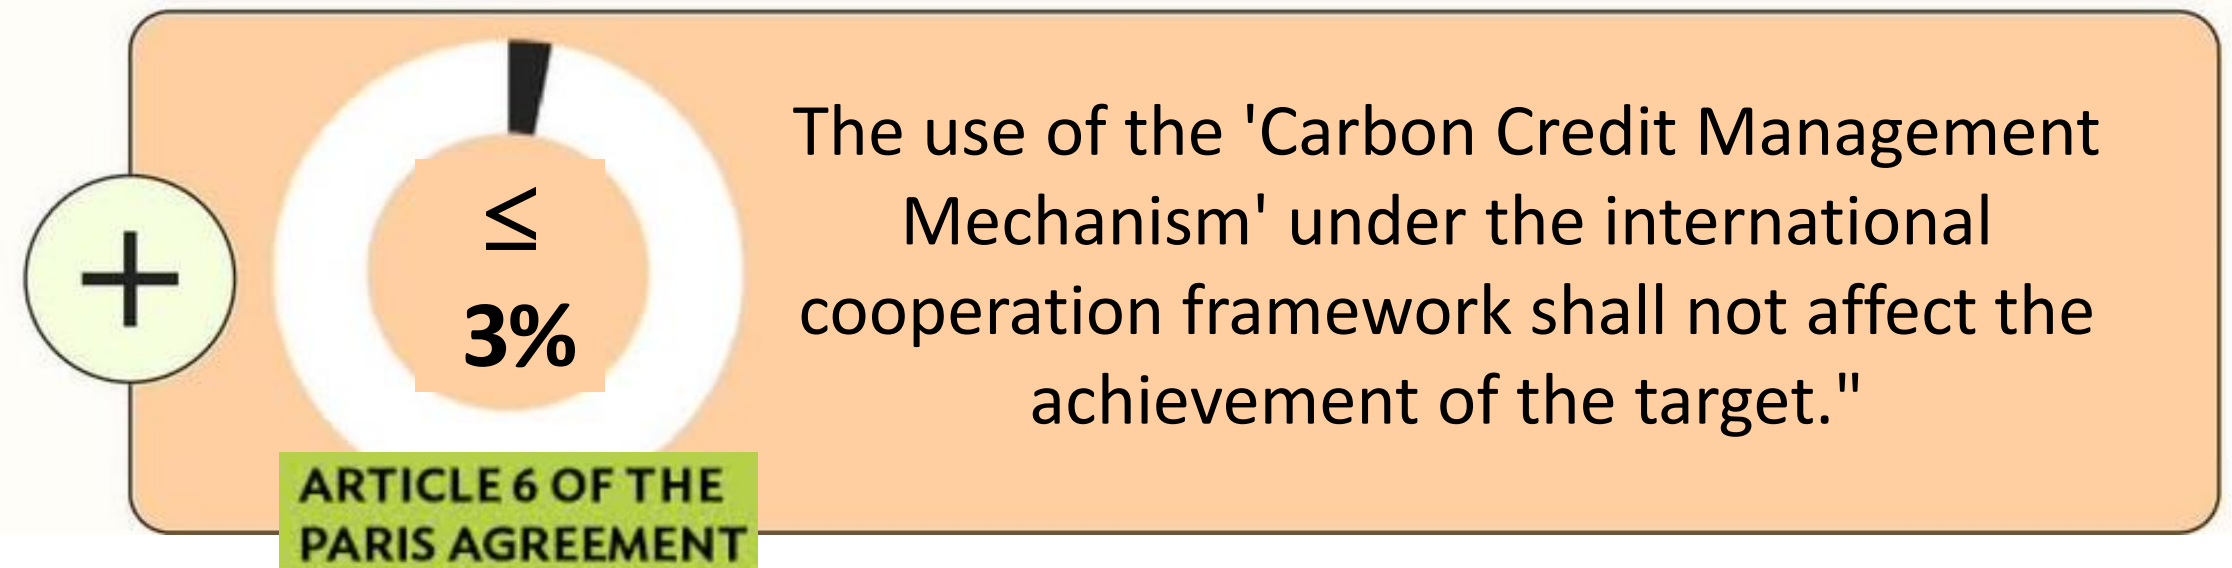 +
≤
3%
ARTICLE 6 OF THE
PARIS AGREEMENT
The use of the 'Carbon Credit Management
Mechanism' under the international
cooperation framework shall not affect the
achievement of the target."